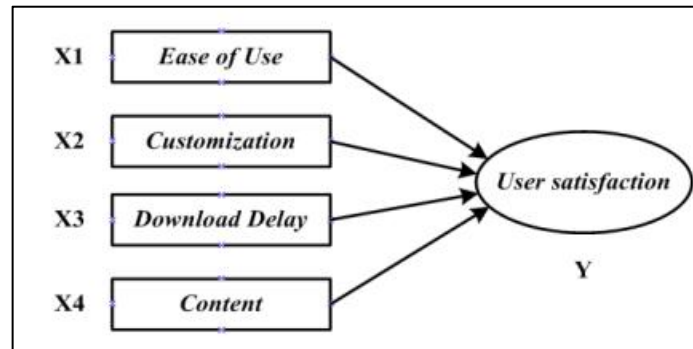 X1 Ease of Use
X2 Customization
User satisfaction
X3 Download Delay
Y
X4 Content